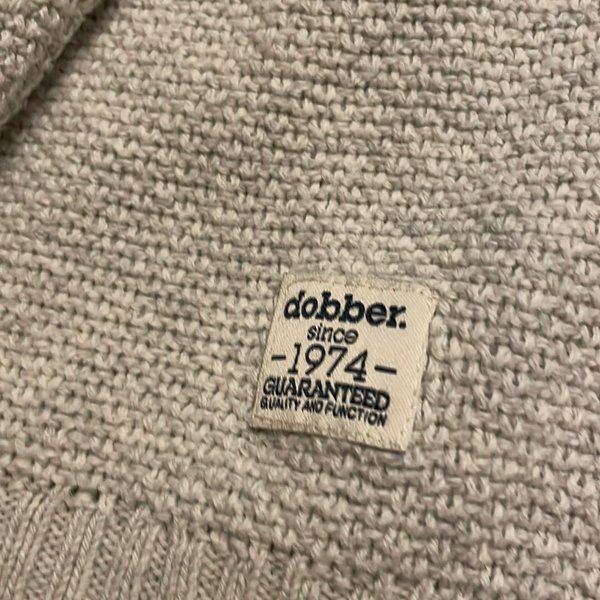 dobber.
since
-1974-
GUARANTEED
QUALITY AND FUNCTION